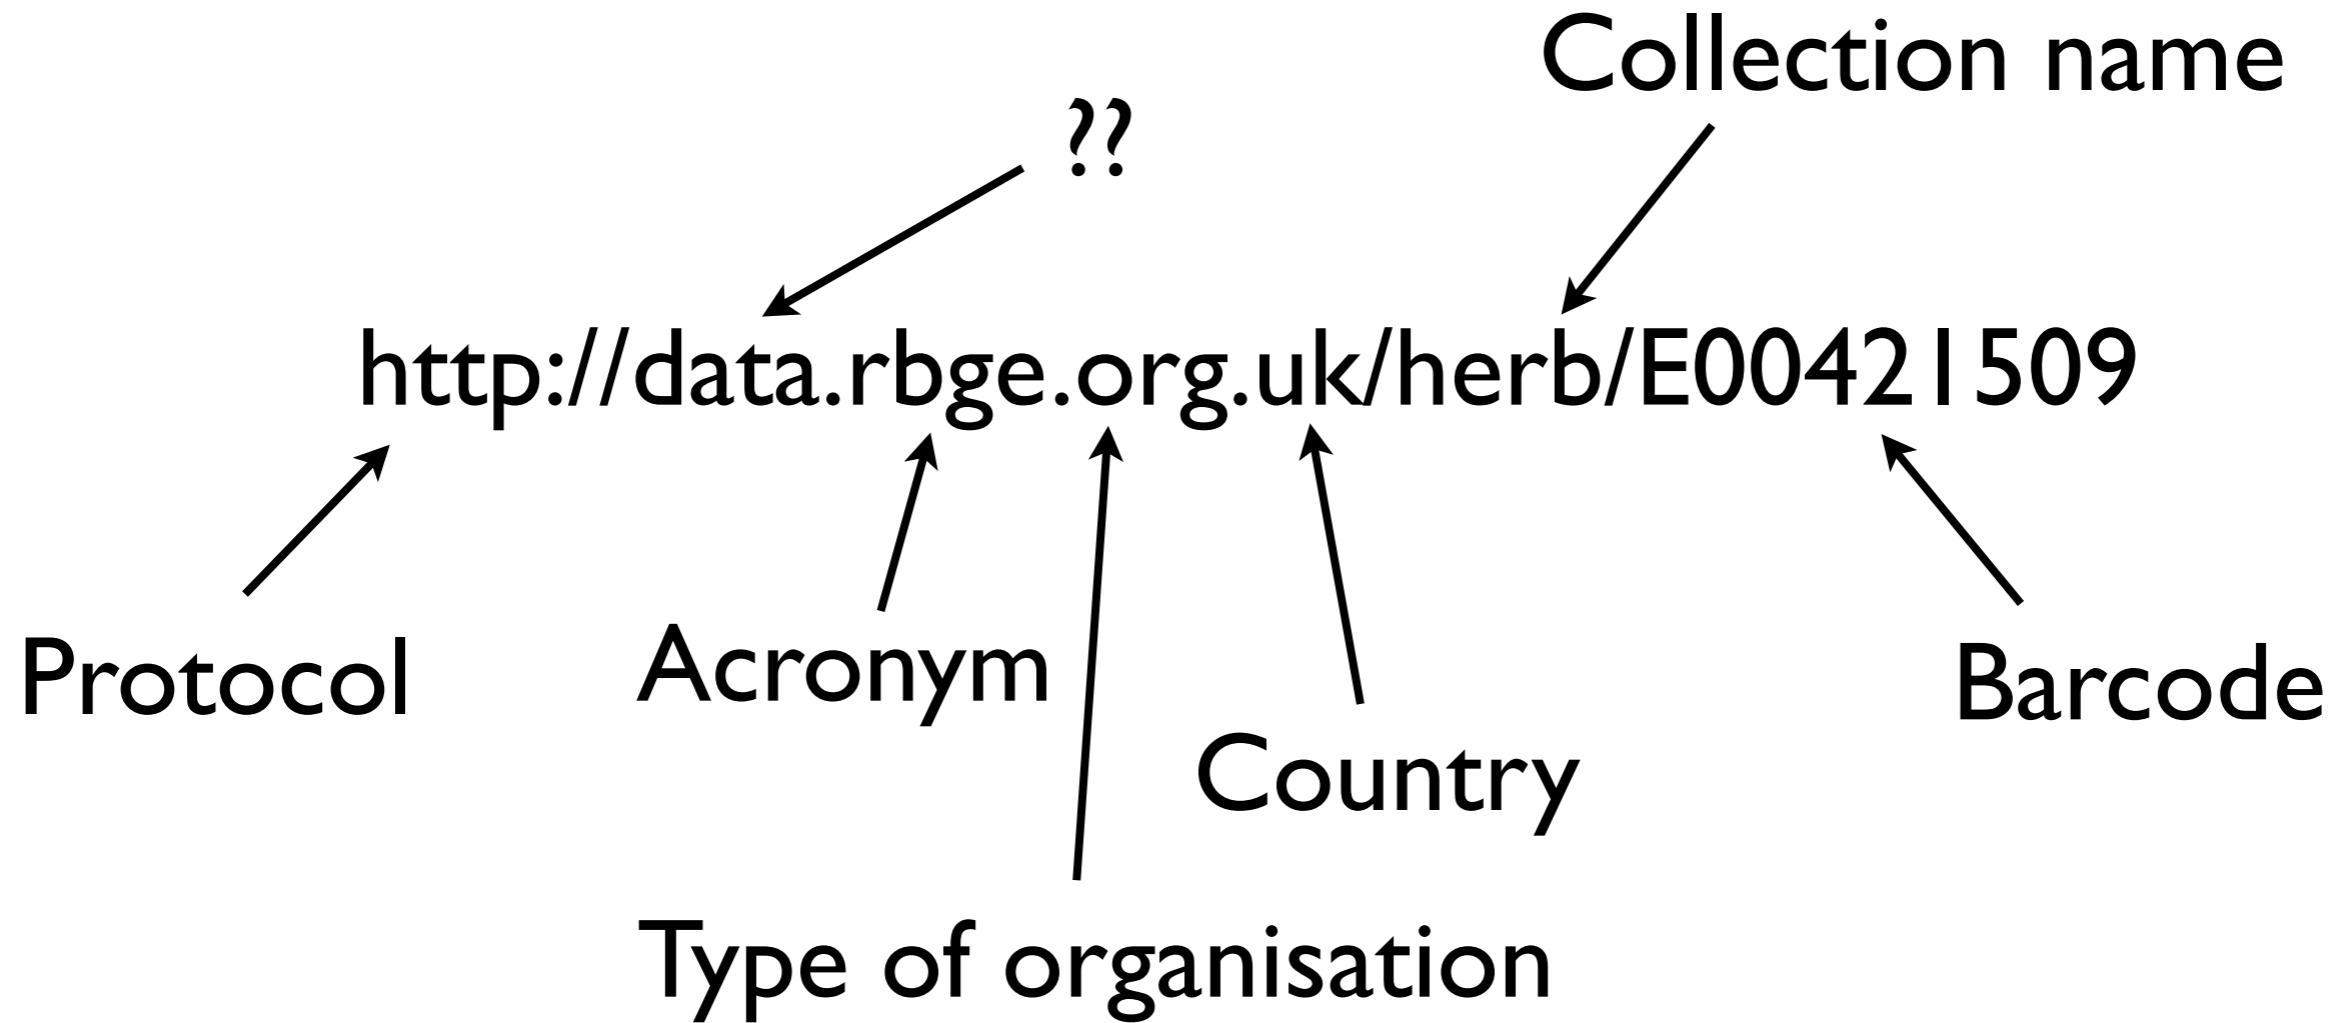 Collection name
??
http://data.rbge.org.uk/herb/E00421509
Protocol
Acronym
Barcode
Country
Type of organisation